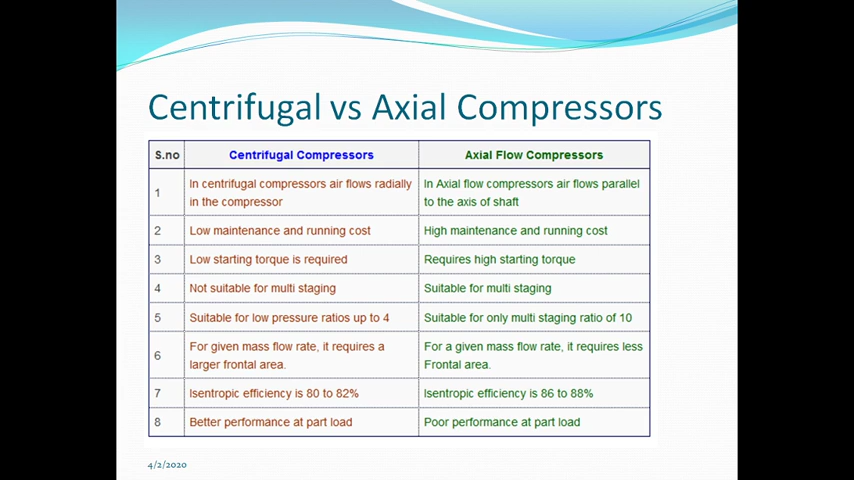 Centrifugal vs Axial Compressors
S.no Centrifugal Compressors Axial Flow Compressors
1 In centrifugal compressors air flows radially In Axial flow compressors air flows parallel
in the compressor to the axis of shaft
2 Low maintenance and running cost High maintenance and running cost
3 Low starting torque is required Requires high starting torque
4 Not suitable for multi staging Suitable for multi staging
5 Suitable for low pressure ratios up to 4 Suitable for only multi staging ratio of 10
6 For given mass flow rate, it requires a For a given mass flow rate, it requires less
larger frontal area. Frontal area.
7 Isentropic efficiency is 80 to 82% Isentropic efficiency is 86 to 88%
8 Better performance at part load Poor performance at part load
4/2/2020